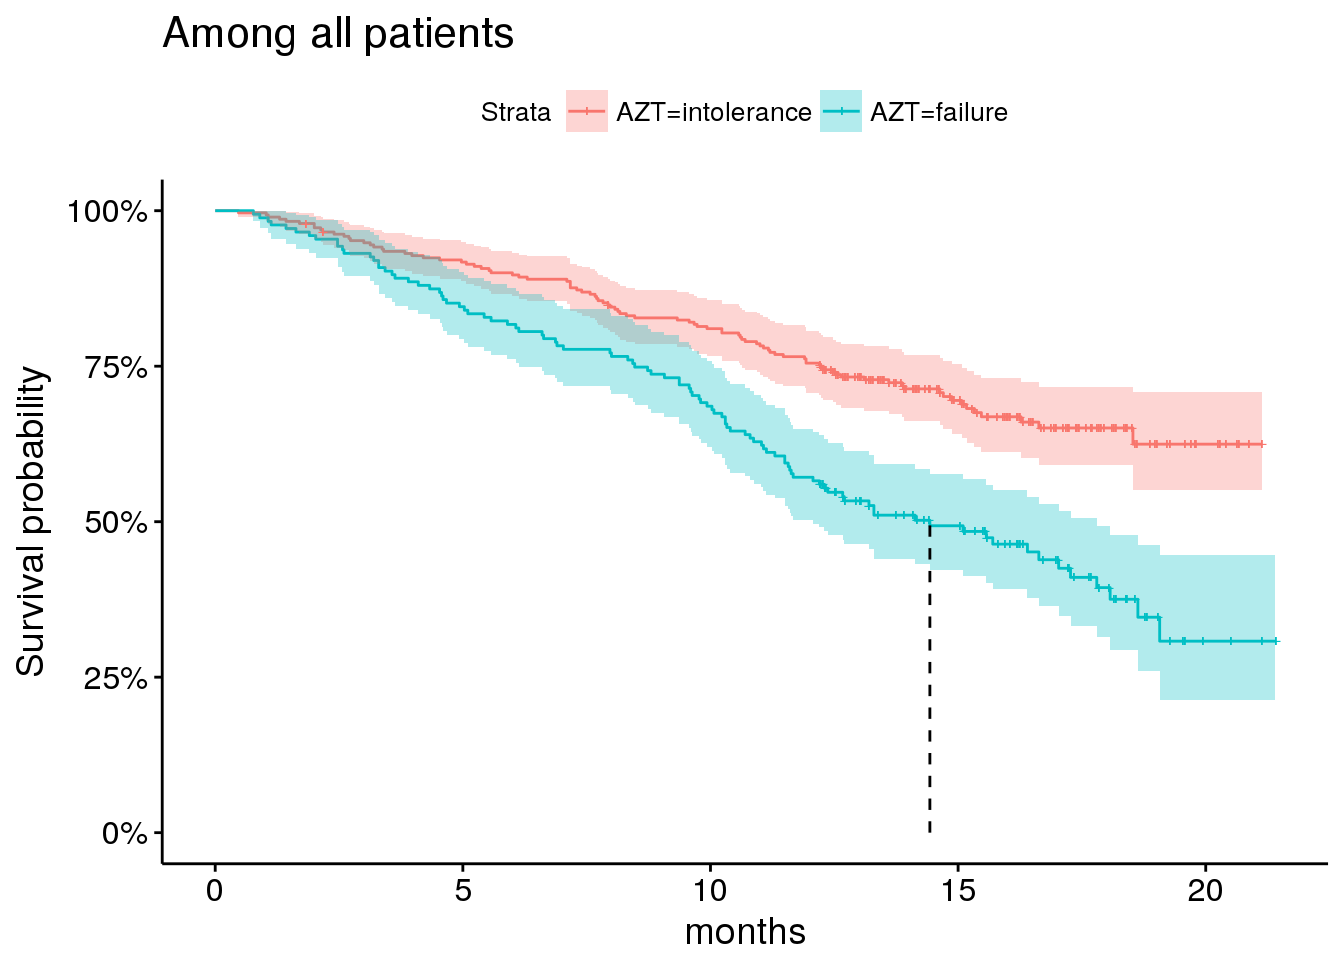 Among all patients
Strata AZT=intolerance AZT=failure
Survival probability
100%
75%
50%
25%
0%
0 5 10 15 20
months